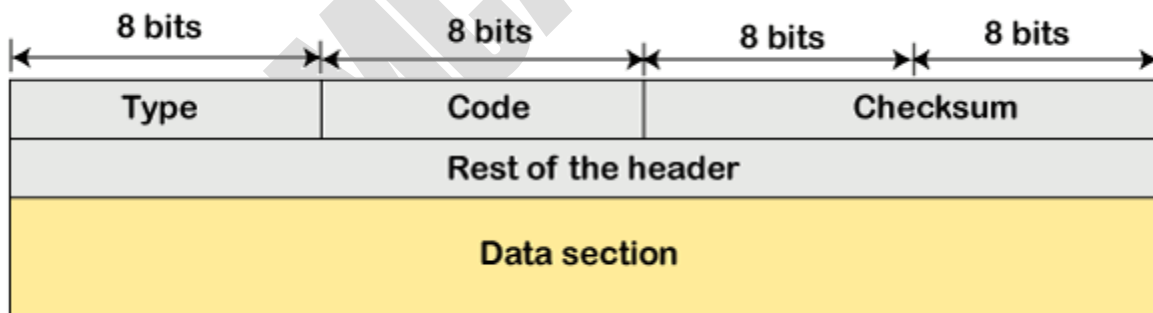 8 bits 8 bits 8 bits 8 bits
Type Code Checksum
Rest of the header
Data section